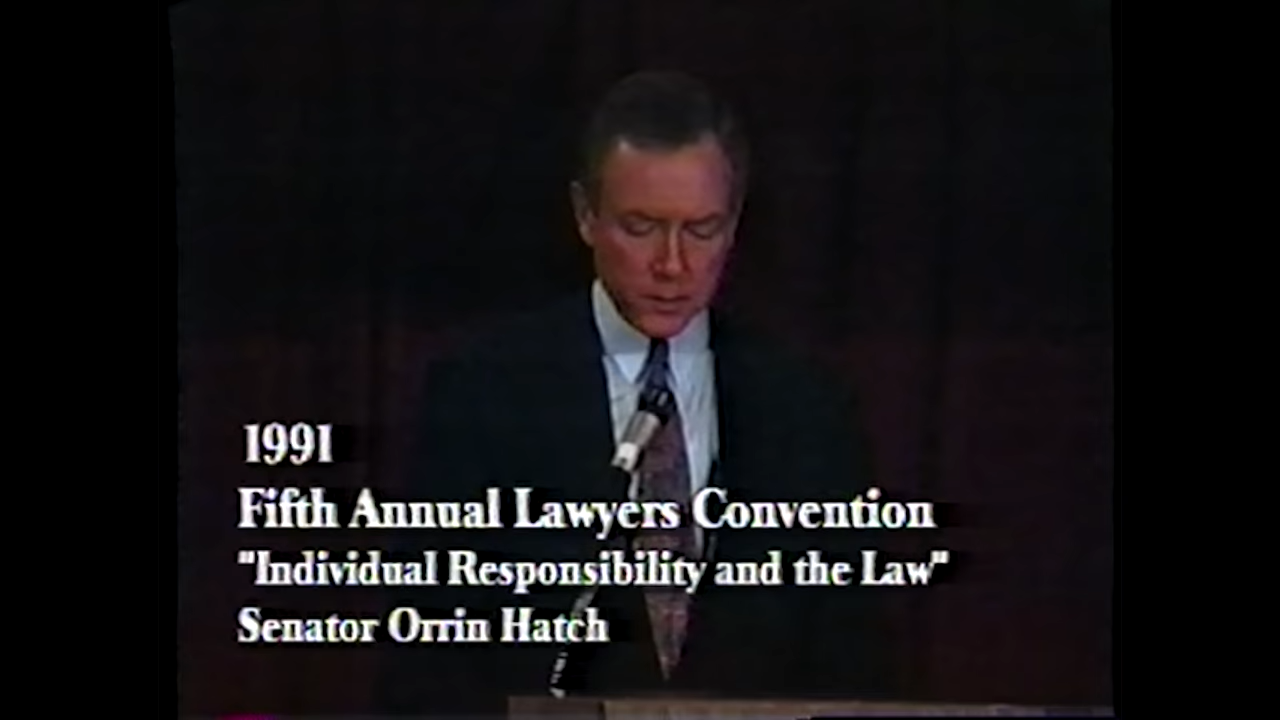 1991
Fifth Annual Lawyers Convention
"Individual Responsibility and the Law"
Senator Orrin Hatch